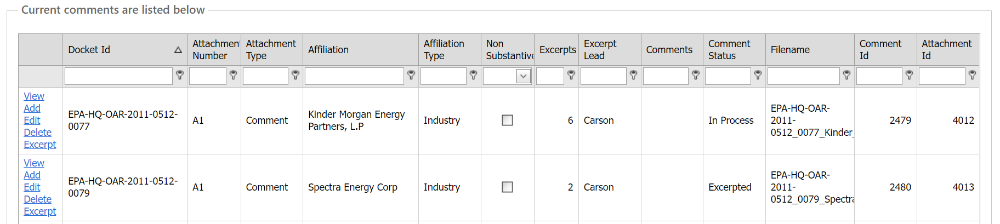 Current comments are listed below
Docket Id
Attachment Number
Attachment Type
Affiliation
Affiliation Type
Non Substantive
Excerpts
Excerpt Lead
Comments
Comment Status
Filename
Comment Id
Attachment Id
View
Add
Edit
Delete
Excerpt
EPA-HQ-OAR-2011-0512-
0077
A1
Comment
Kinder Morgan Energy
Partners, L.P
Industry
6
Carson
In Process
EPA-HQ-OAR-
2011-
0512_0077_Kinder_
2479
4012
View
Add
Edit
Delete
Excerpt
EPA-HQ-OAR-2011-0512-
0079
A1
Comment
Spectra Energy Corp
Industry
2
Carson
Excerpted
EPA-HQ-OAR-
2011-
0512_0079_Spectra
2480
4013